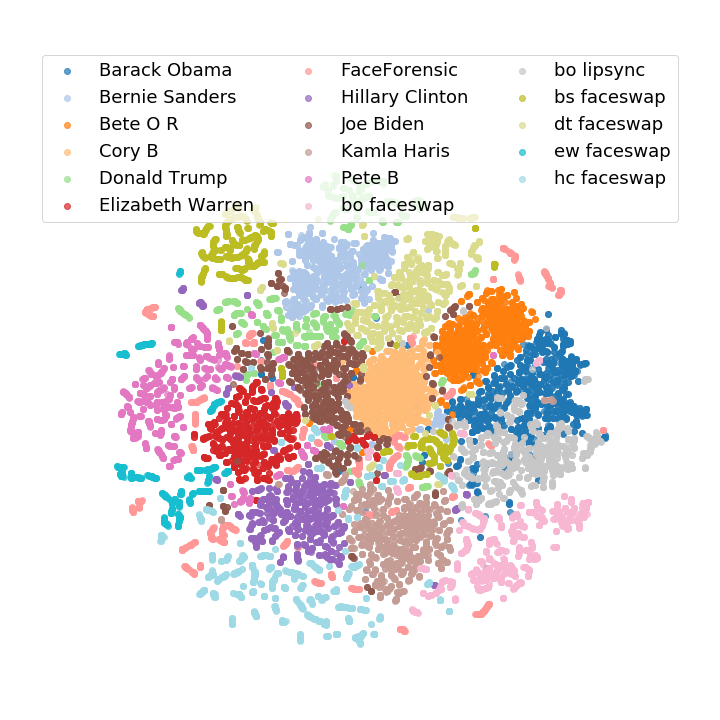 Barack Obama
Bernie Sanders
Bete O R
Cory B
Donald Trump
Elizabeth Warren
FaceForensic
Hillary Clinton
Joe Biden
Kamla Haris
Pete B
bo faceswap
bo lipsync
bs faceswap
dt faceswap
ew faceswap
hc faceswap